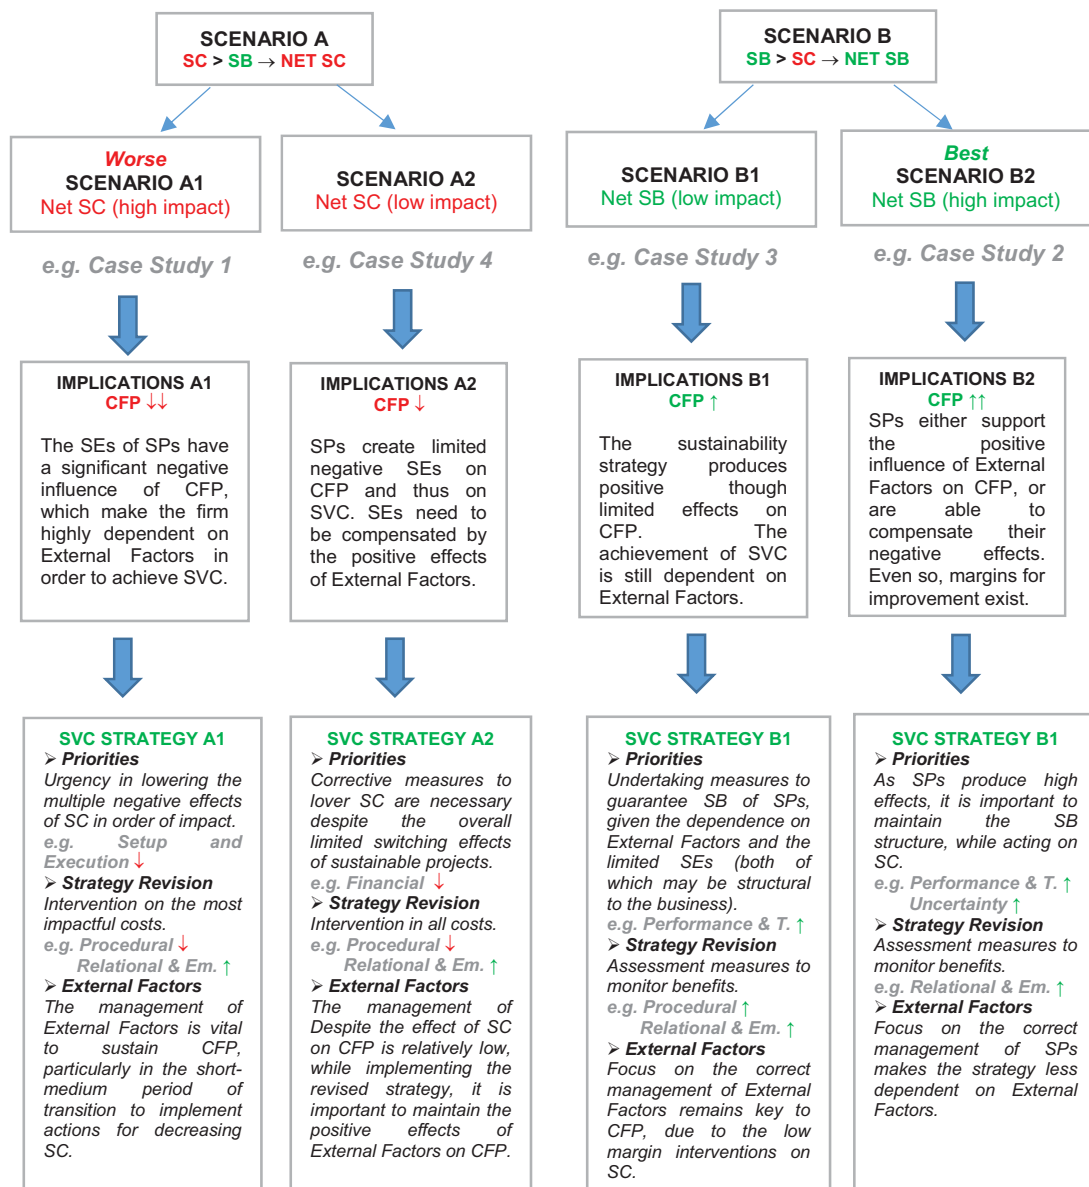 SCENARIO A
SC > SB → NET SC
SCENARIO B
SB > SC → NET SB
Worse
SCENARIO A1
Net SC (high impact)
SCENARIO A2
Net SC (low impact)
SCENARIO B1
Net SB (low impact)
Best
SCENARIO B2
Net SB (high impact)
e.g. Case Study 1
e.g. Case Study 4
e.g. Case Study 3
e.g. Case Study 2
IMPLICATIONS A1
CFP ↓↓
The SEs of SPs have
a significant negative
influence of CFP,
which make the firm
highly dependent on
External Factors in
order to achieve SVC.
IMPLICATIONS A2
CFP ↓
SPs create limited
negative SEs on
CFP and thus on
SVC. SEs need to
be compensated by
the positive effects
of External Factors.
IMPLICATIONS B1
CFP ↑
The sustainability
strategy produces
positive though
limited effects on
CFP. The
achievement of SVC
is still dependent on
External Factors.
IMPLICATIONS B2
CFP ↑↑
SPs either support
the positive
influence of External
Factors on CFP, or
are able to
compensate their
negative effects.
Even so, margins for
improvement exist.
SVC STRATEGY A1
➢ Priorities
Urgency in lowering the
multiple negative effects
of SC in order of impact.
e.g. Setup and
Execution ↓
➢ Strategy Revision
Intervention on the most
impactful costs.
e.g. Procedural ↓
Relational & Em. ↑
➢ External Factors
The management of
External Factors is vital
to sustain CFP,
particularly in the short-
medium period of
transition to implement
actions for decreasing
SC.
SVC STRATEGY A2
➢ Priorities
Corrective measures to
lover SC are necessary
despite the overall
limited switching effects
of sustainable projects.
e.g. Financial ↓
➢ Strategy Revision
Intervention in all costs.
e.g. Procedural ↓
Relational & Em. ↑
➢ External Factors
The management of
Despite the effect of SC
on CFP is relatively low,
while implementing the
revised strategy, it is
important to maintain the
positive effects of
External Factors on CFP.
SVC STRATEGY B1
➢ Priorities
Undertaking measures to
guarantee SB of SPs,
given the dependence on
External Factors and the
limited SEs (both of
which may be structural
to the business).
e.g. Performance & T. ↑
➢ Strategy Revision
Assessment measures to
monitor benefits.
e.g. Procedural ↑
Relational & Em. ↑
➢ External Factors
Focus on the correct
management of External
Factors remains key to
CFP, due to the low
margin interventions on
SC.
SVC STRATEGY B1
➢ Priorities
As SPs produce high
effects, it is important to
maintain the SB
structure, while acting on
SC.
e.g. Performance & T. ↑
Uncertainty ↑
➢ Strategy Revision
Assessment measures to
monitor benefits.
e.g. Relational & Em. ↑
➢ External Factors
Focus on the correct
management of SPs
makes the strategy less
dependent on External
Factors.